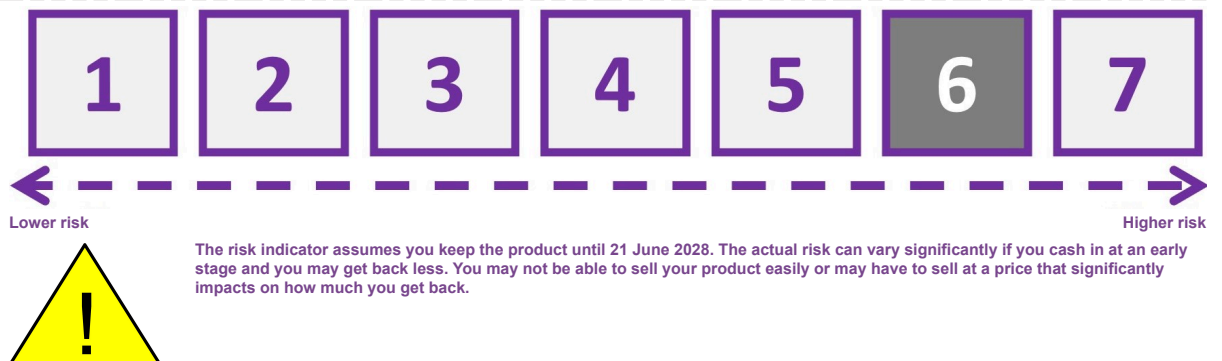 1 2 3 4 5 6 7
Lower risk Higher risk
The risk indicator assumes you keep the product until 21 June 2028. The actual risk can vary significantly if you cash in at an early
stage and you may get back less. You may not be able to sell your product easily or may have to sell at a price that significantly
impacts on how much you get back.
!